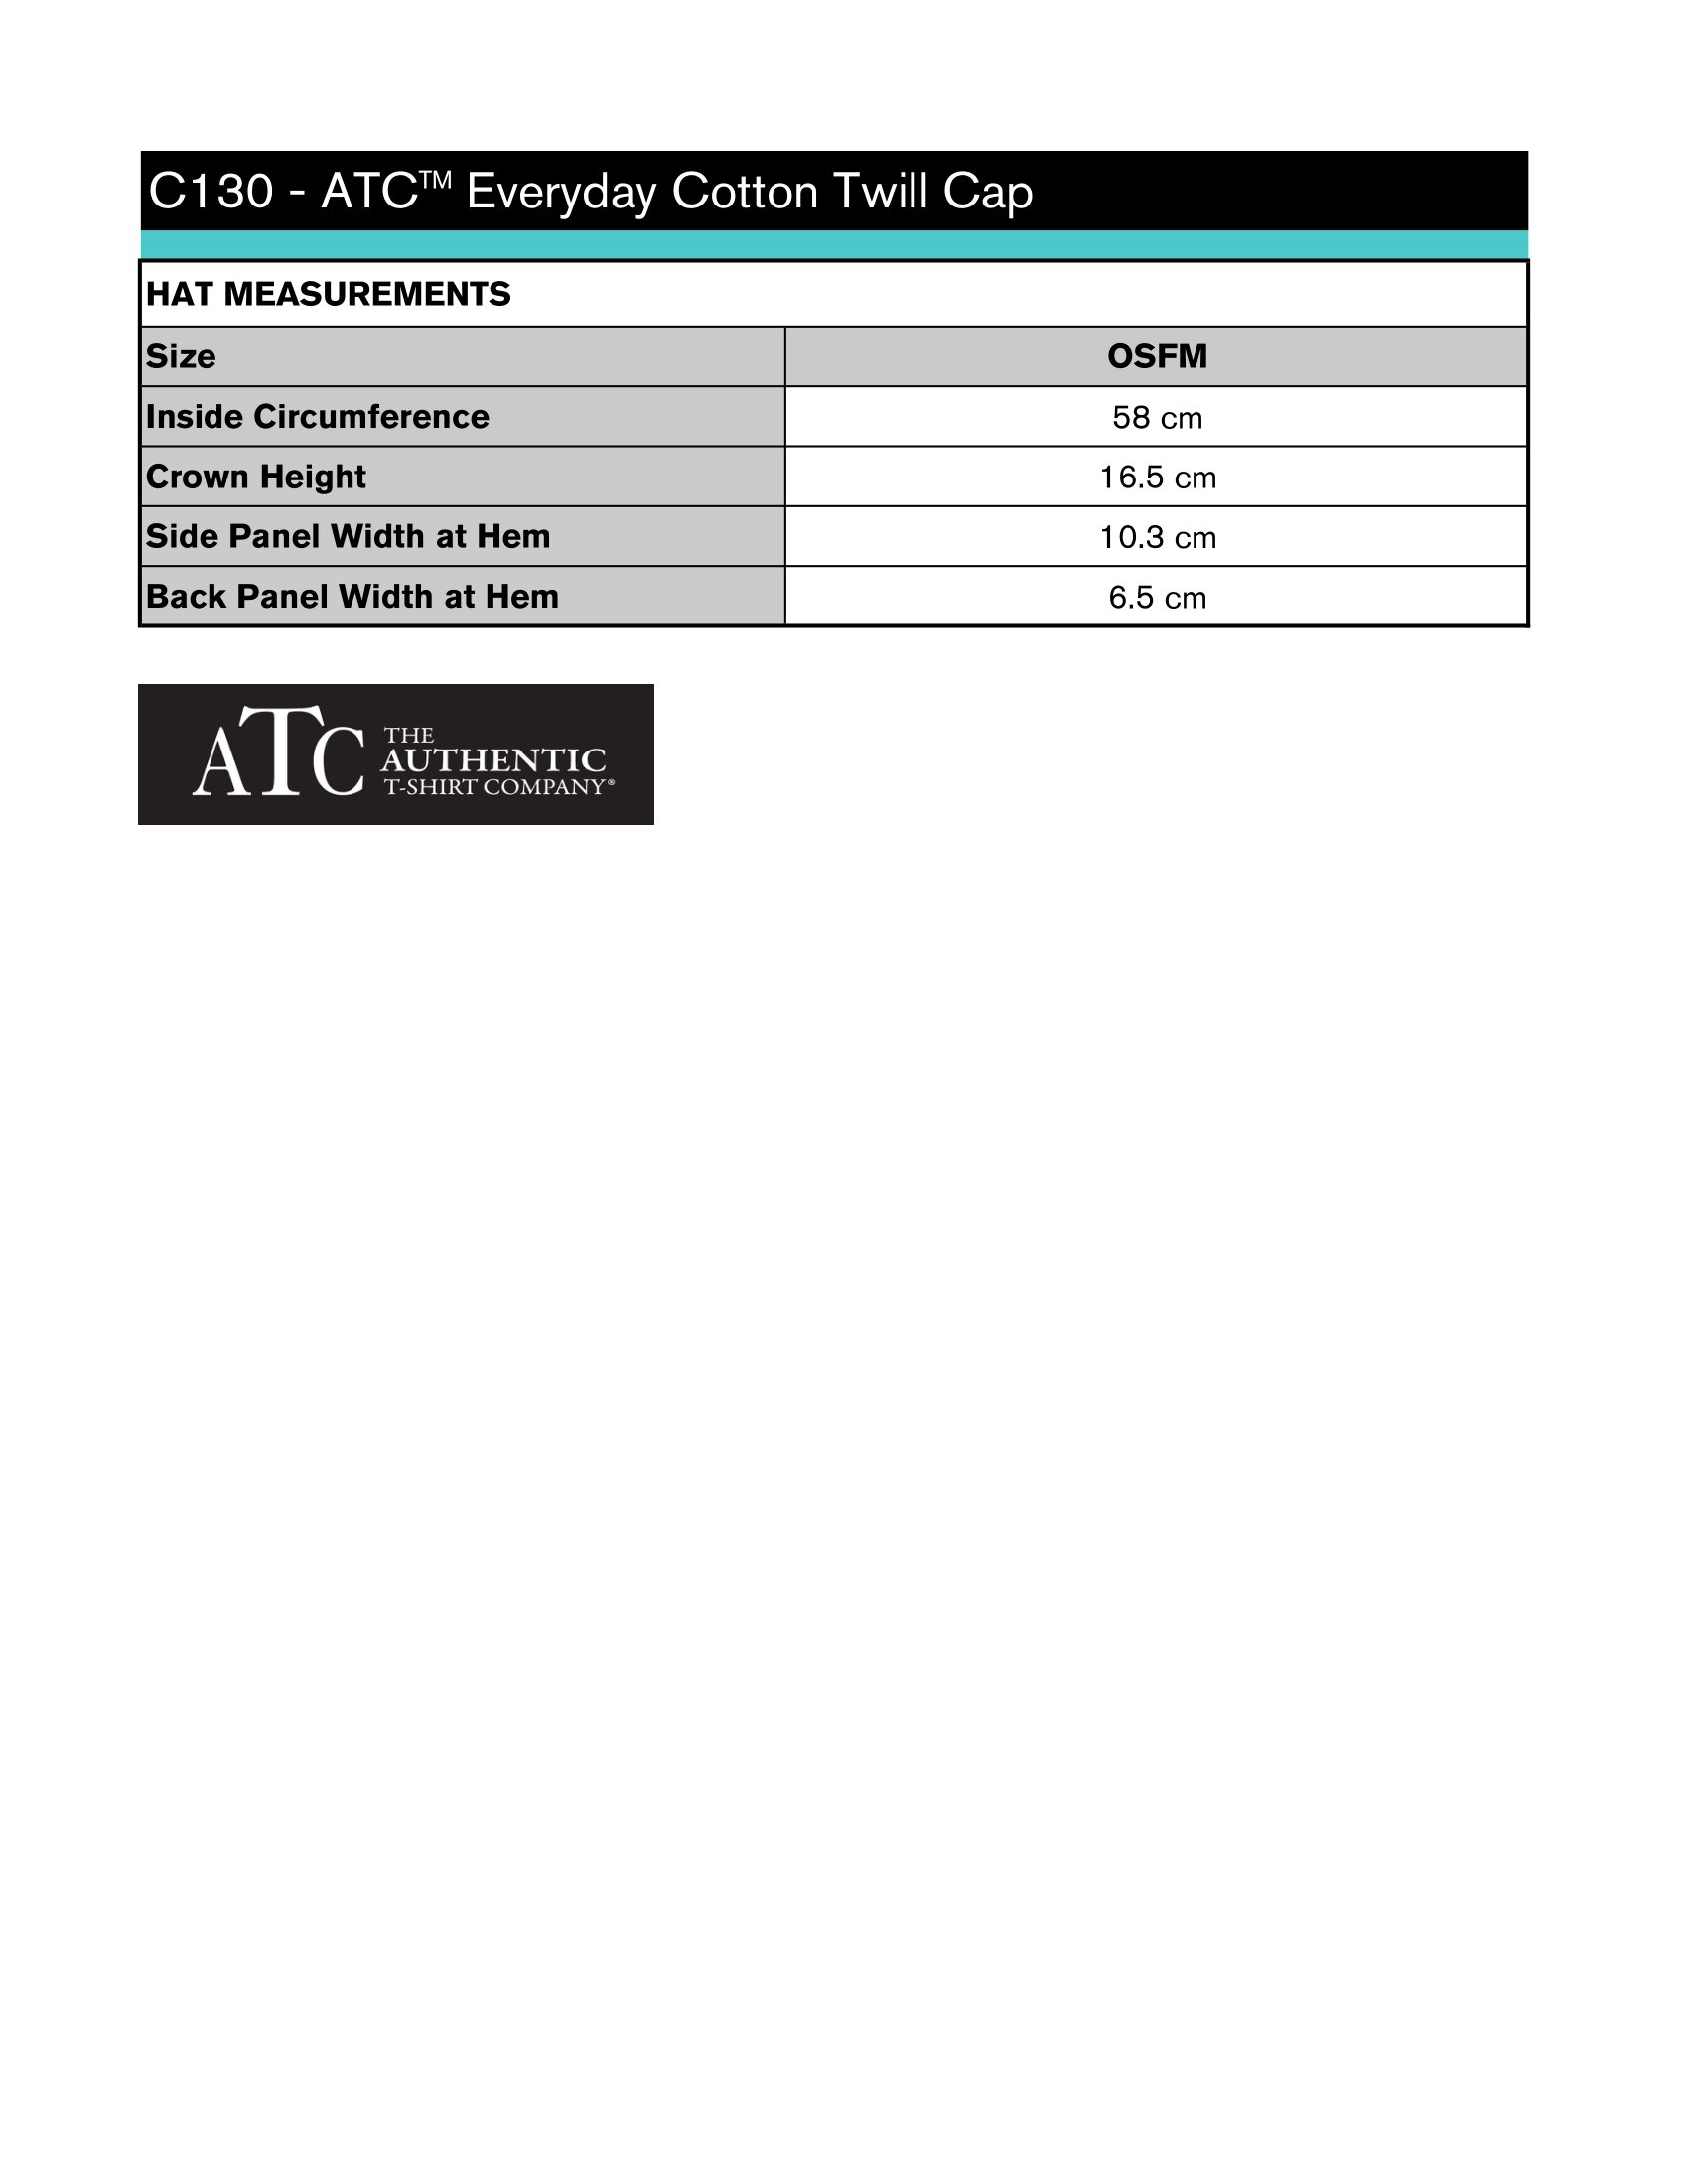 C130 - ATC™ Everyday Cotton Twill Cap
HAT MEASUREMENTS
Size OSFM
Inside Circumference 58 cm
Crown Height 16.5 cm
Side Panel Width at Hem 10.3 cm
Back Panel Width at Hem 6.5 cm
ATC THE
AUTHENTIC
T-SHIRT COMPANY®